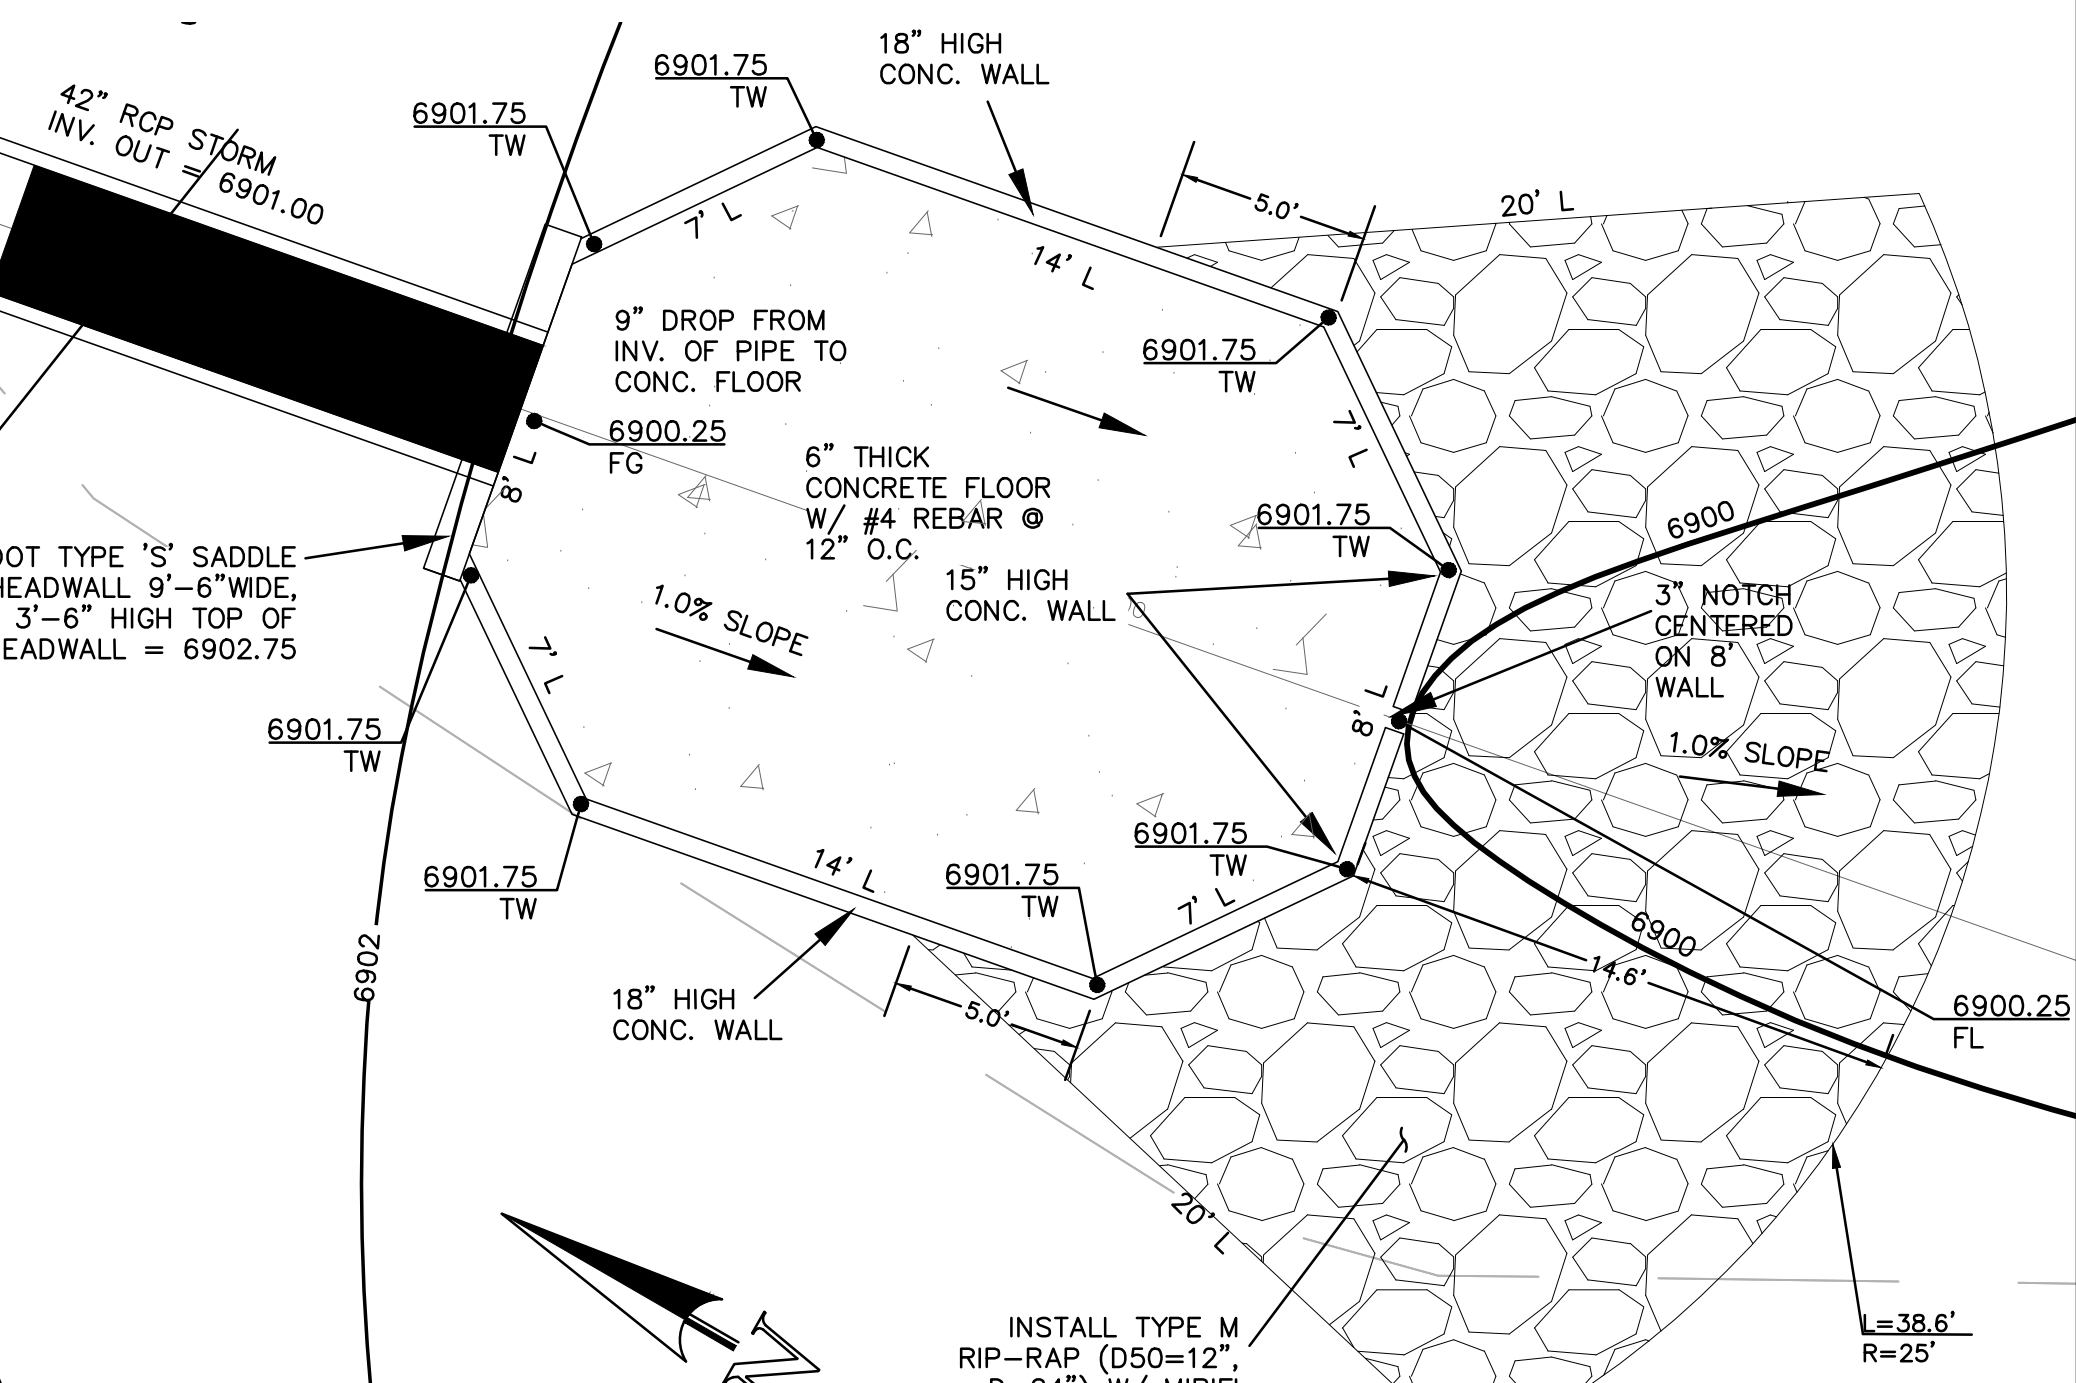 18” HIGH
CONC. WALL
6901.75
TW
6901.75
TW
42” RCP STORM
INV. OUT = 6901.00
5.0’
20’ L
7’ L
14’ L
9” DROP FROM
INV. OF PIPE TO
CONC. FLOOR
6901.75
TW
6900.25
FG
7’ L
8’ L
6” THICK
CONCRETE FLOOR
W/ #4 REBAR @
12” O.C.
6901.75
TW
6900
TYPE ’S’ SADDLE
9’–6”WIDE,
3’–6” HIGH TOP OF
= 6902.75
15” HIGH
CONC. WALL
3” NOTCH
CENTERED
ON 8’
WALL
1.0% SLOPE
7’ L
8’ L
1.0% SLOPE
6901.75
TW
6901.75
TW
14’ L
6901.75
TW
6901.75
TW
7’ L
6900
14.6’
6902
18” HIGH
CONC. WALL
5.0’
6900.25
FL
20’ L
INSTALL TYPE M
RIP–RAP (D50=12”,
L=38.6’
R=25’